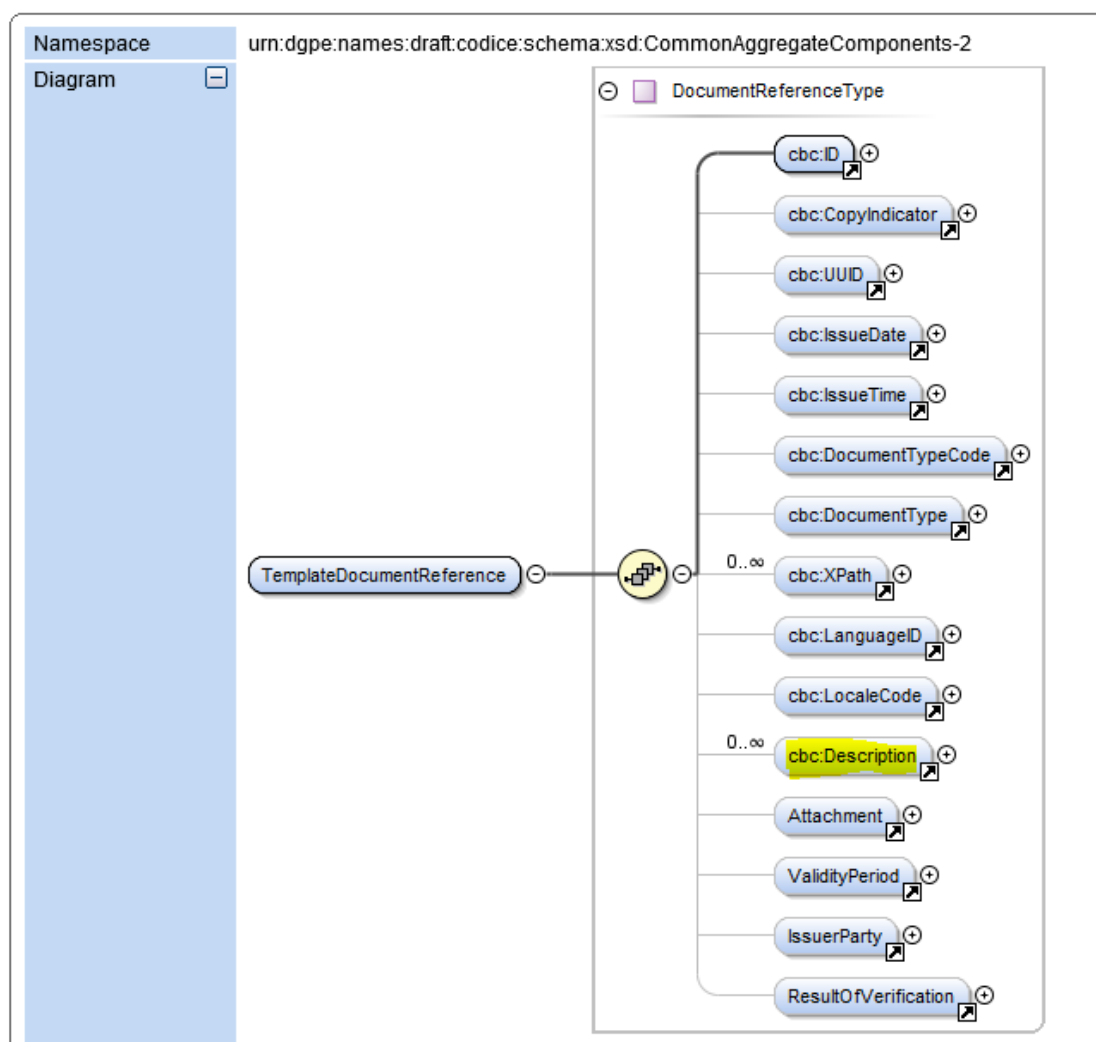 Namespace urn:dgpe:names:draft:codice:schema:xsd:CommonAggregateComponents-2
Diagram
DocumentReferenceType
cbc:ID
cbc:CopyIndicator
cbc:UUID
cbc:IssueDate
cbc:IssueTime
cbc:DocumentTypeCode
cbc:DocumentType
TemplateDocumentReference
0..∞ cbc:XPath
cbc:LanguageID
cbc:LocaleCode
0..∞ cbc:Description
Attachment
ValidityPeriod
IssuerParty
ResultOfVerification